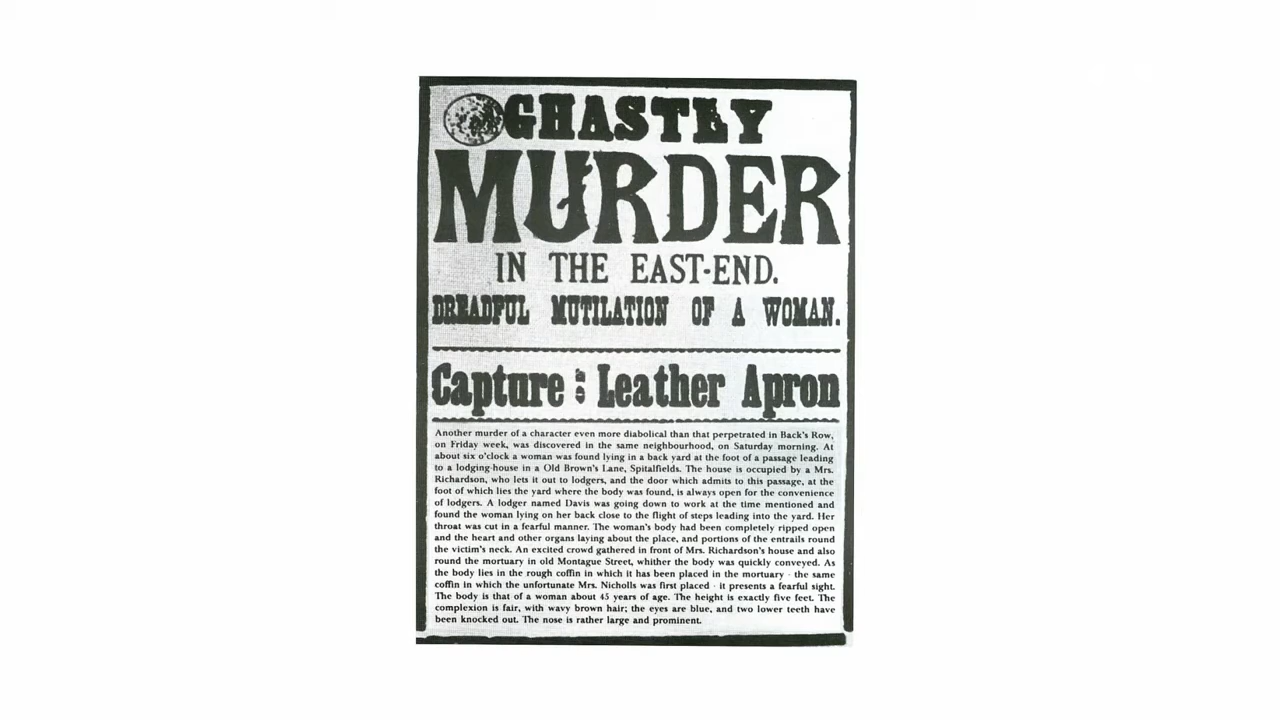 GHASTLY
MURDER
IN THE EAST-END.
DREADFUL MUTILATION OF A WOMAN.
Capture : Leather Apron
Another murder of a character even more diabolical than that perpetrated in Back's Row,
on Friday week, was discovered in the same neighbourhood, on Saturday morning. At
about six o'clock a woman was found lying in a back yard at the foot of a passage leading
to a lodging-house in a Old Brown's Lane, Spitalfields. The house is occupied by a Mrs.
Richardson, who lets it out to lodgers, and the door which admits to this passage, at the
foot of which lies the yard where the body was found, is always open for the convenience
of lodgers. A lodger named Davis was going down to work at the time mentioned and
found the woman lying on her back close to the flight of steps leading into the yard. Her
throat was cut in a fearful manner. The woman's body had been completely ripped open
and the heart and other organs laying about the place, and portions of the entrails round
the victim's neck. An excited crowd gathered in front of Mrs. Richardson's house and also
round the mortuary in old Montague Street, whither the body was quickly conveyed. As
the body lies in the rough coffin in which it has been placed in the mortuary - the same
coffin in which the unfortunate Mrs. Nicholls was first placed - it presents a fearful sight.
The body is that of a woman about 45 years of age. The height is exactly five feet. The
complexion is fair, with wavy brown hair; the eyes are blue, and two lower teeth have
been knocked out. The nose is rather large and prominent.